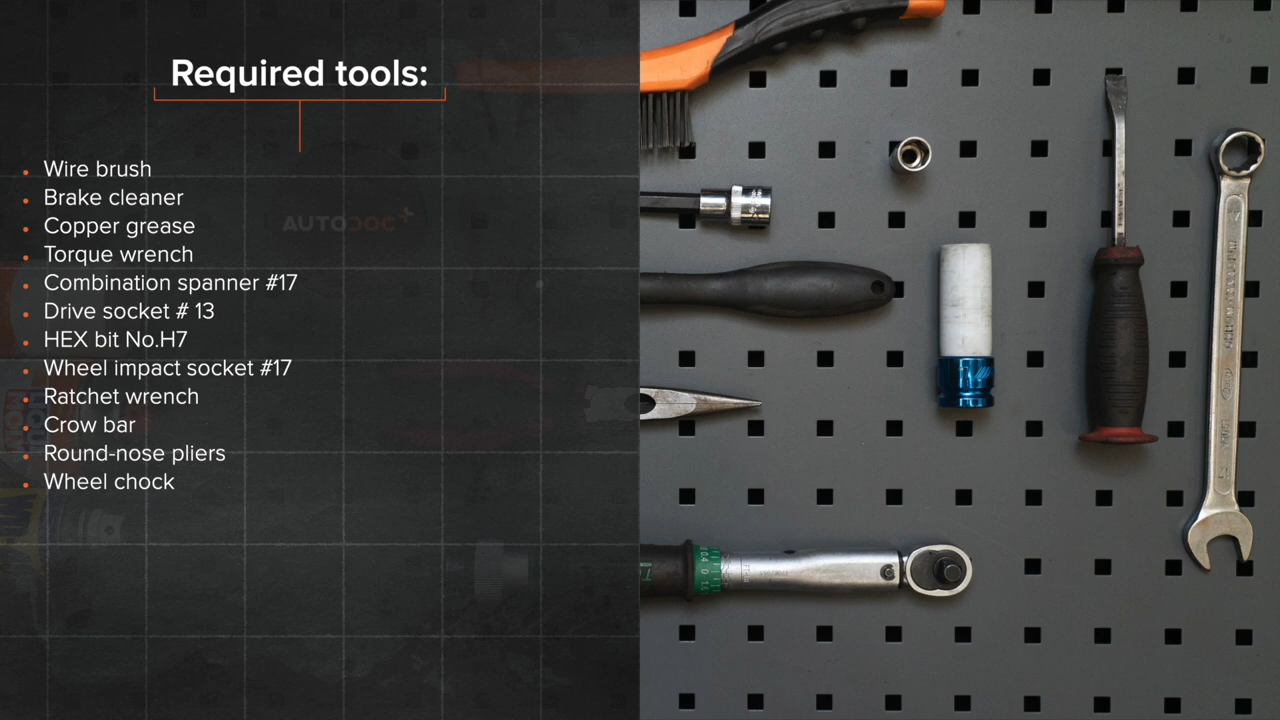 Required tools:
Wire brush
Brake cleaner
Copper grease
Torque wrench
Combination spanner #17
Drive socket # 13
HEX bit No.H7
Wheel impact socket #17
Ratchet wrench
Crow bar
Round-nose pliers
Wheel chock
AUTODOC